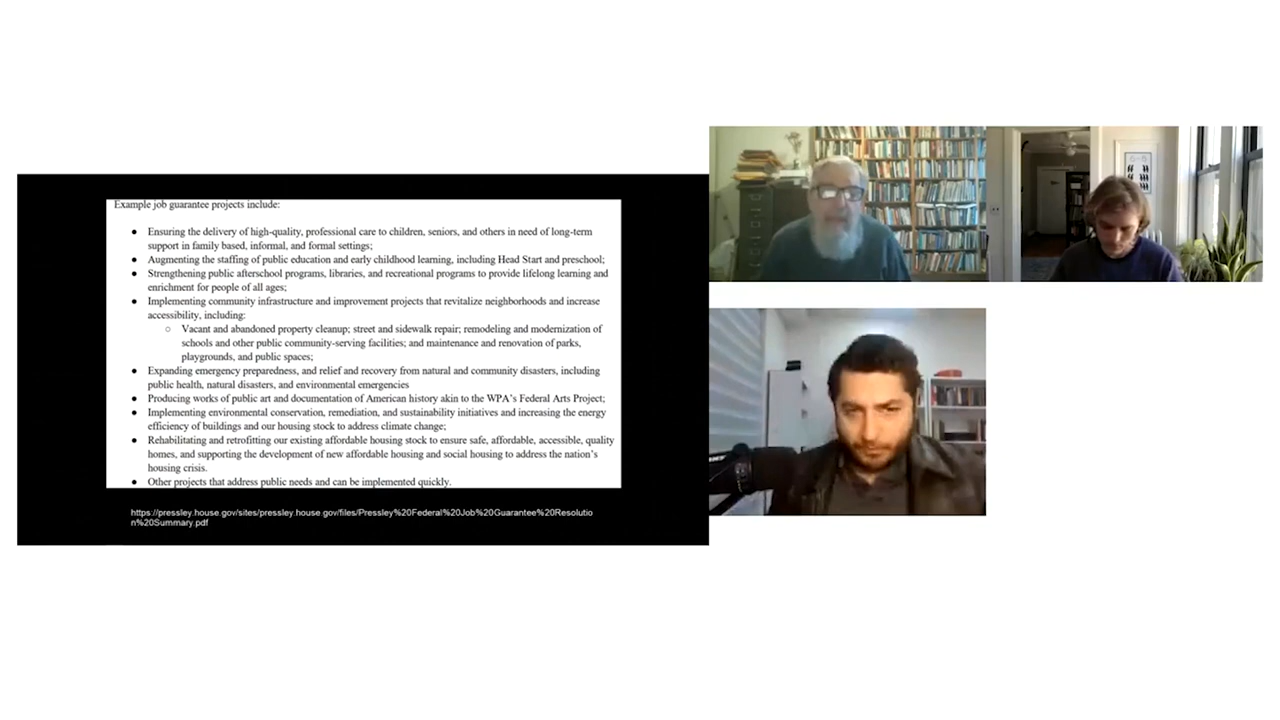 Example job guarantee projects include:
● Ensuring the delivery of high-quality, professional care to children, seniors, and others in need of long-term
support in family based, informal, and formal settings;
● Augmenting the staffing of public education and early childhood learning, including Head Start and preschool;
● Strengthening public afterschool programs, libraries, and recreational programs to provide lifelong learning and
enrichment for people of all ages;
● Implementing community infrastructure and improvement projects that revitalize neighborhoods and increase
accessibility, including:
○ Vacant and abandoned property cleanup; street and sidewalk repair; remodeling and modernization of
schools and other public community-serving facilities; and maintenance and renovation of parks,
playgrounds, and public spaces;
● Expanding emergency preparedness, and relief and recovery from natural and community disasters, including
public health, natural disasters, and environmental emergencies
● Producing works of public art and documentation of American history akin to the WPA's Federal Arts Project;
● Implementing environmental conservation, remediation, and sustainability initiatives and increasing the energy
efficiency of buildings and our housing stock to address climate change;
● Rehabilitating and retrofitting our existing affordable housing stock to ensure safe, affordable, accessible, quality
homes, and supporting the development of new affordable housing and social housing to address the nation's
housing crisis.
● Other projects that address public needs and can be implemented quickly.
https://pressley.house.gov/sites/pressley.house.gov/files/Pressley%20Federal%20Job%20Guarantee%20Resolutio
n%20Summary.pdf